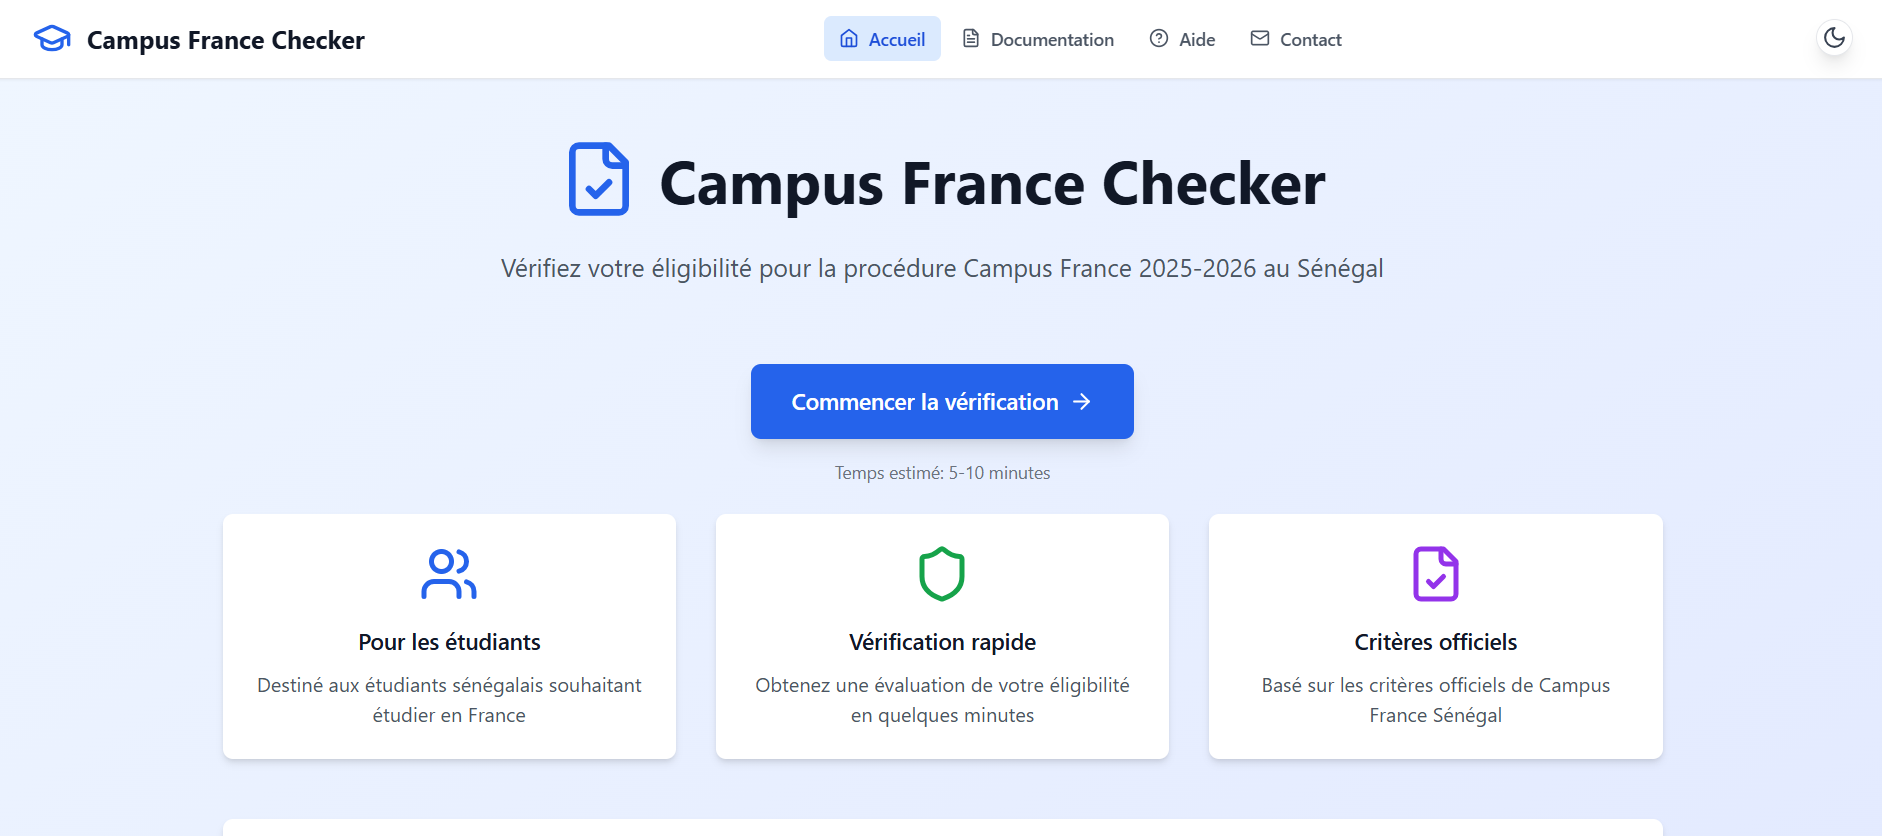 Campus France Checker
Accueil
Documentation
Aide
Contact
Campus France Checker
Vérifiez votre éligibilité pour la procédure Campus France 2025-2026 au Sénégal
Commencer la vérification →
Temps estimé: 5-10 minutes
Pour les étudiants
Destiné aux étudiants sénégalais souhaitant
étudier en France
Vérification rapide
Obtenez une évaluation de votre éligibilité
en quelques minutes
Critères officiels
Basé sur les critères officiels de Campus
France Sénégal